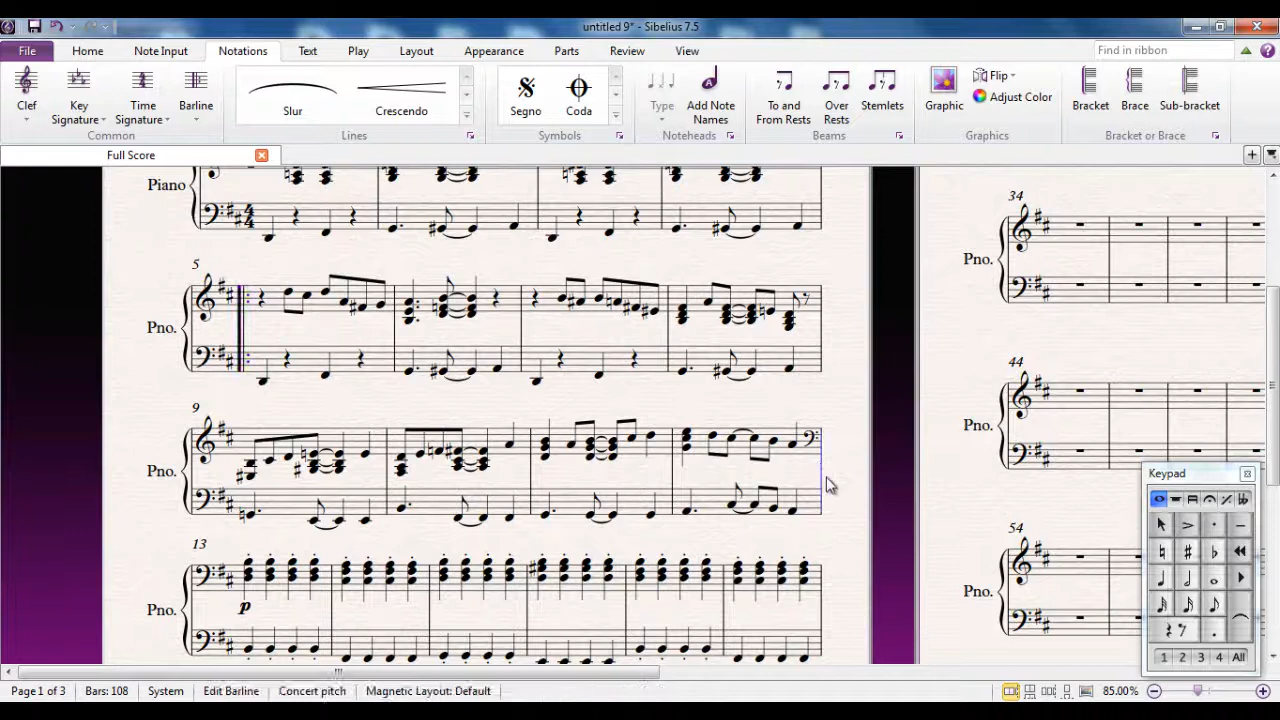 untitled 9* - Sibelius 7.5
File Home Note Input Notations Text Play Layout Appearance Parts Review View Find in ribbon
Clef Key Signature Time Signature Barline Slur Crescendo Segno Coda Type Add Note Names To and From Rests Over Rests Stemlets Graphic Flip Adjust Color Bracket Brace Sub-bracket
Common Lines Symbols Noteheads Beams Graphics Bracket or Brace
Full Score
Piano
5
Pno.
9
Pno.
13
Pno.
p
34
Pno.
44
Pno.
54
Pno.
Keypad
1 2 3 4 All
Page 1 of 3 Bars: 108 System Edit Barline Concert pitch Magnetic Layout: Default 85.00%